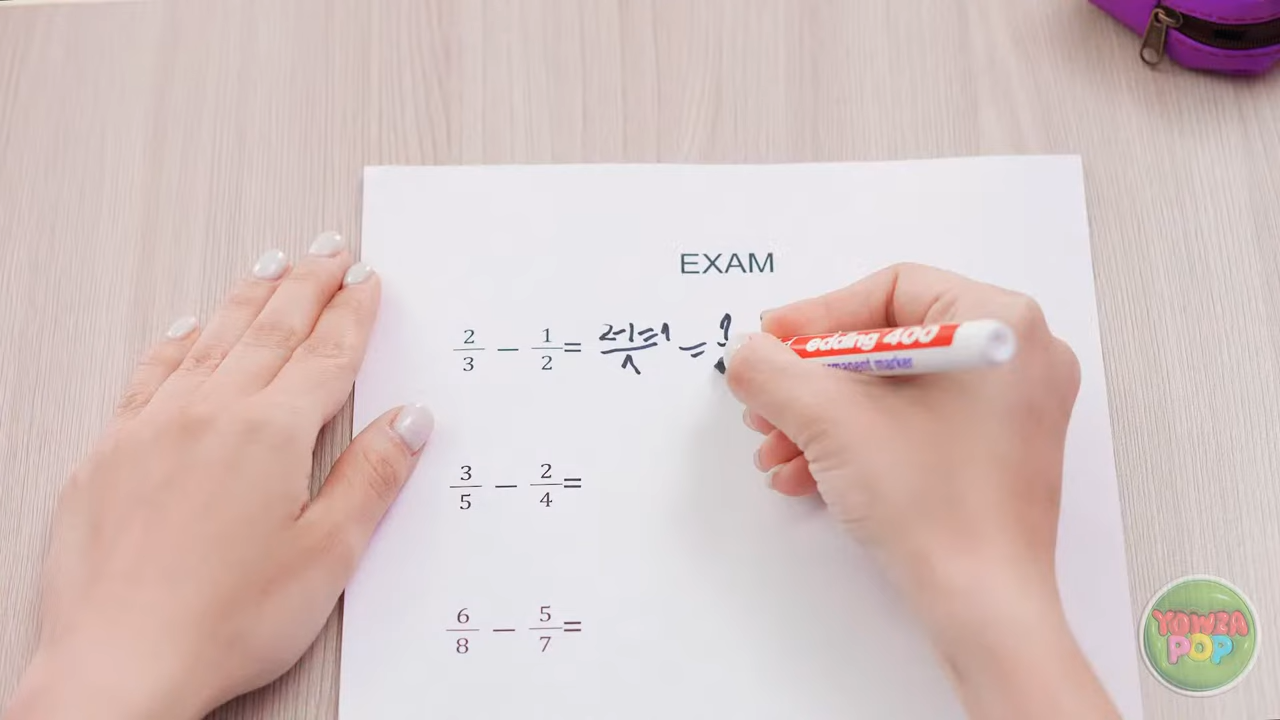 EXAM
2/3 − 1/2 = 2-1=1/1 = 1
3/5 − 2/4 =
6/8 − 5/7 =
edding 400
permanent marker
YOWZA
POP